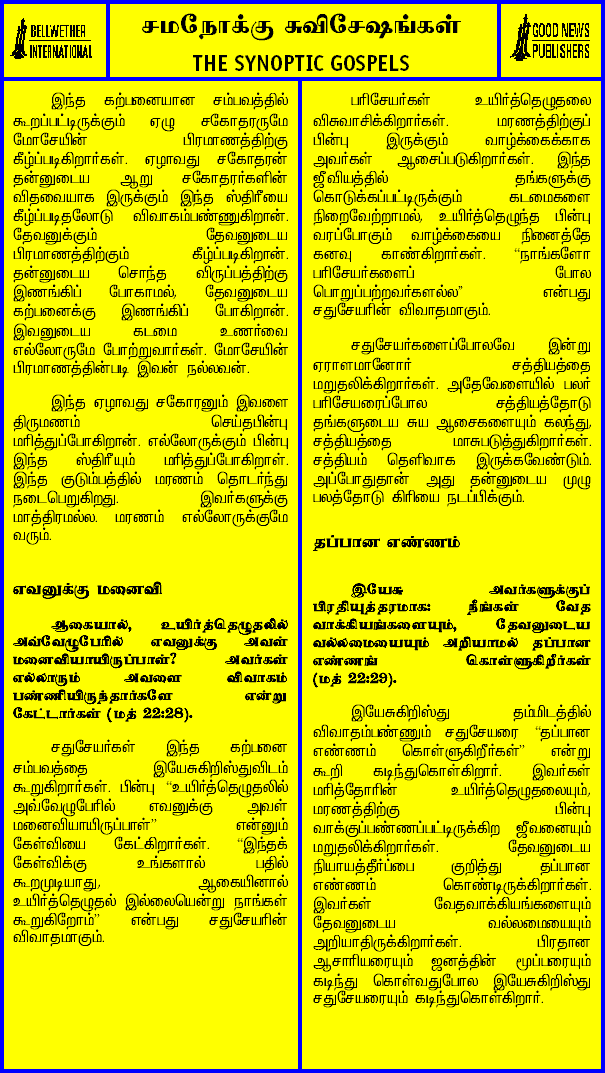 BELLWETHER
INTERNATIONAL
சமநோக்கு சுவிசேஷங்கள்
THE SYNOPTIC GOSPELS
GOOD NEWS
PUBLISHERS
இந்த கற்பனையான சம்பவத்தில்
கூறப்பட்டிருக்கும் ஏழு சகோதரருமே
மோசேயின் பிரமாணத்திற்கு
கீழ்ப்படிகிறார்கள். ஏழாவது சகோதரன்
தன்னுடைய ஆறு சகோதரர்களின்
விதவையாக இருக்கும் இந்த ஸ்திரீயை
கீழ்ப்படிதலோடு விவாகம்பண்ணுகிறான்.
தேவனுக்கும் தேவனுடைய
பிரமாணத்திற்கும் கீழ்ப்படிகிறான்.
தன்னுடைய சொந்த விருப்பத்திற்கு
இணங்கிப் போகாமல், தேவனுடைய
கற்பனைக்கு இணங்கிப் போகிறான்.
இவனுடைய கடமை உணர்வை
எல்லோருமே போற்றுவார்கள். மோசேயின்
பிரமாணத்தின்படி இவன் நல்லவன்.
இந்த ஏழாவது சகோரனும் இவளை
திருமணம் செய்தபின்பு
மரித்துப்போகிறான். எல்லோருக்கும் பின்பு
இந்த ஸ்திரீயும் மரித்துப்போகிறாள்.
இந்த குடும்பத்தில் மரணம் தொடர்ந்து
நடைபெறுகிறது. இவர்களுக்கு
மாத்திரமல்ல. மரணம் எல்லோருக்குமே
வரும்.
எவனுக்கு மனைவி
ஆகையால், உயிர்த்தெழுதலில்
அவ்வேழுபேரில் எவனுக்கு அவள்
மனைவியாயிருப்பாள்? அவர்கள்
எல்லாரும் அவளை விவாகம்
பண்ணியிருந்தார்களே என்று
கேட்டார்கள் (மத் 22:28).
சதுசேயர்கள் இந்த கற்பனை
சம்பவத்தை இயேசுகிறிஸ்துவிடம்
கூறுகிறார்கள். பின்பு “உயிர்த்தெழுதலில்
அவ்வேழுபேரில் எவனுக்கு அவள்
மனைவியாயிருப்பாள்” என்னும்
கேள்வியை கேட்கிறார்கள். “இந்தக்
கேள்விக்கு உங்களால் பதில்
கூறமுடியாது, ஆகையினால்
உயிர்த்தெழுதல் இல்லையென்று நாங்கள்
கூறுகிறோம்” என்பது சதுசேயரின்
விவாதமாகும்.
பரிசேயர்கள் உயிர்த்தெழுதலை
விசுவாசிக்கிறார்கள். மரணத்திற்குப்
பின்பு இருக்கும் வாழ்க்கைக்காக
அவர்கள் ஆசைப்படுகிறார்கள். இந்த
ஜீவியத்தில் தங்களுக்கு
கொடுக்கப்பட்டிருக்கும் கடமைகளை
நிறைவேற்றாமல், உயிர்த்தெழுந்த பின்பு
வரப்போகும் வாழ்க்கையை நினைத்தே
கனவு காண்கிறார்கள். “நாங்களோ
பரிசேயர்களைப் போல
பொறுப்பற்றவர்களல்ல” என்பது
சதுசேயரின் விவாதமாகும்.
சதுசேயர்களைப்போலவே இன்று
ஏராளமானோர் சத்தியத்தை
மறுதலிக்கிறார்கள். அதேவேளையில் பலர்
பரிசேயரைப்போல சத்தியத்தோடு
தங்களுடைய சுய ஆசைகளையும் கலந்து,
சத்தியத்தை மாசுபடுத்துகிறார்கள்.
சத்தியம் தெளிவாக இருக்கவேண்டும்.
அப்போதுதான் அது தன்னுடைய முழு
பலத்தோடு கிரியை நடப்பிக்கும்.
தப்பான எண்ணம்
இயேசு அவர்களுக்குப்
பிரதியுத்தரமாக: நீங்கள் வேத
வாக்கியங்களையும், தேவனுடைய
வல்லமையையும் அறியாமல் தப்பான
எண்ணங் கொள்ளுகிறீர்கள்
(மத் 22:29).
இயேசுகிறிஸ்து தம்மிடத்தில்
விவாதம்பண்ணும் சதுசேயரை “தப்பான
எண்ணம் கொள்ளுகிறீர்கள்” என்று
கூறி கடிந்துகொள்கிறார். இவர்கள்
மரித்தோரின் உயிர்த்தெழுதலையும்,
மரணத்திற்கு பின்பு
வாக்குப்பண்ணப்பட்டிருக்கிற ஜீவனையும்
மறுதலிக்கிறார்கள். தேவனுடைய
நியாயத்தீர்ப்பை குறித்து தப்பான
எண்ணம் கொண்டிருக்கிறார்கள்.
இவர்கள் வேதவாக்கியங்களையும்
தேவனுடைய வல்லமையையும்
அறியாதிருக்கிறார்கள். பிரதான
ஆசாரியரையும் ஜனத்தின் மூப்பரையும்
கடிந்து கொள்வதுபோல இயேசுகிறிஸ்து
சதுசேயரையும் கடிந்துகொள்கிறார்.